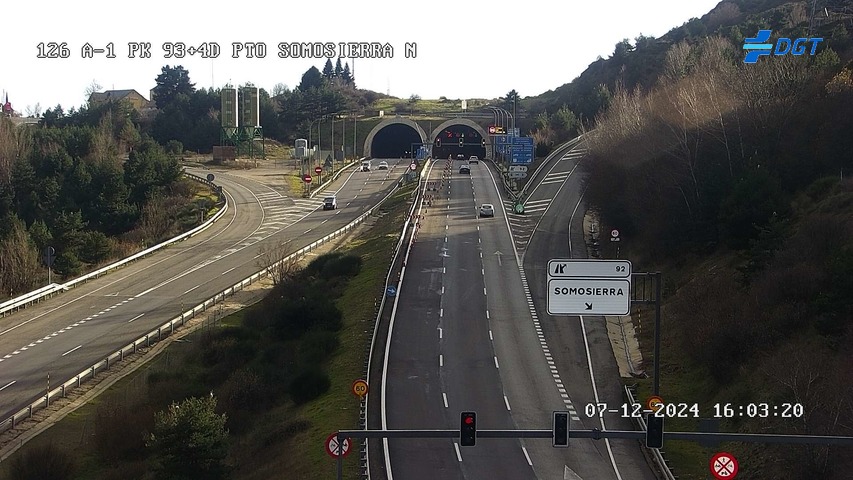 126 A-1 PK 93+4D PTO SOMOSIERRA N
DGT
92
SOMOSIERRA
60
07-12-2024 16:03:20